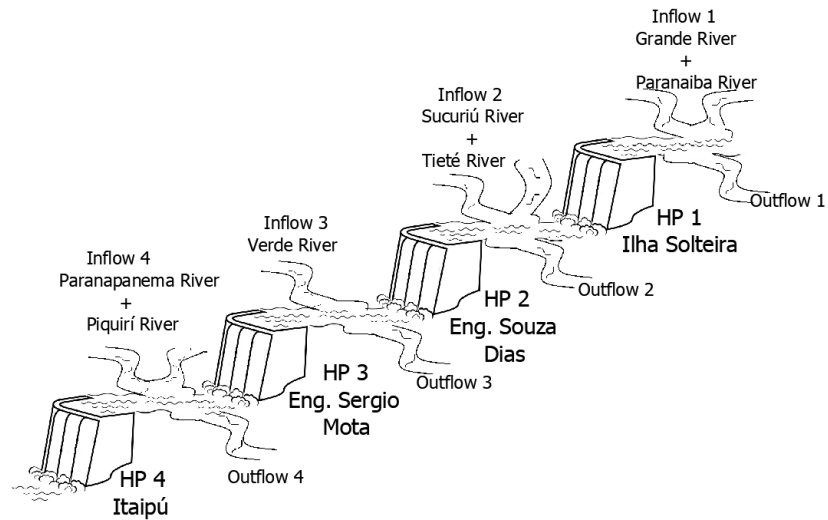 Inflow 1
Grande River
+
Paranaiba River
Inflow 2
Sucuriú River
+
Tieté River
Outflow 1
HP 1
Ilha Solteira
Inflow 3
Verde River
Inflow 4
Paranapanema River
+
Piquirí River
Outflow 2
HP 2
Eng. Souza
Dias
Outflow 3
HP 3
Eng. Sergio
Mota
Outflow 4
HP 4
Itaipú